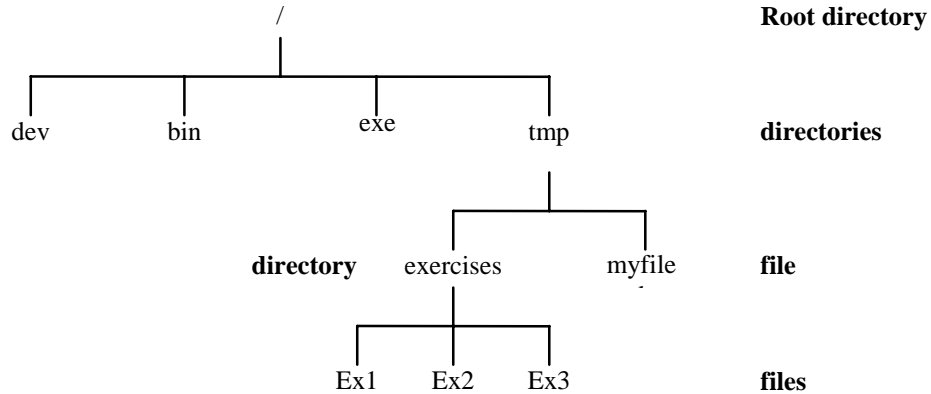 / Root directory
dev bin exe tmp directories
directory exercises myfile file
Ex1 Ex2 Ex3 files